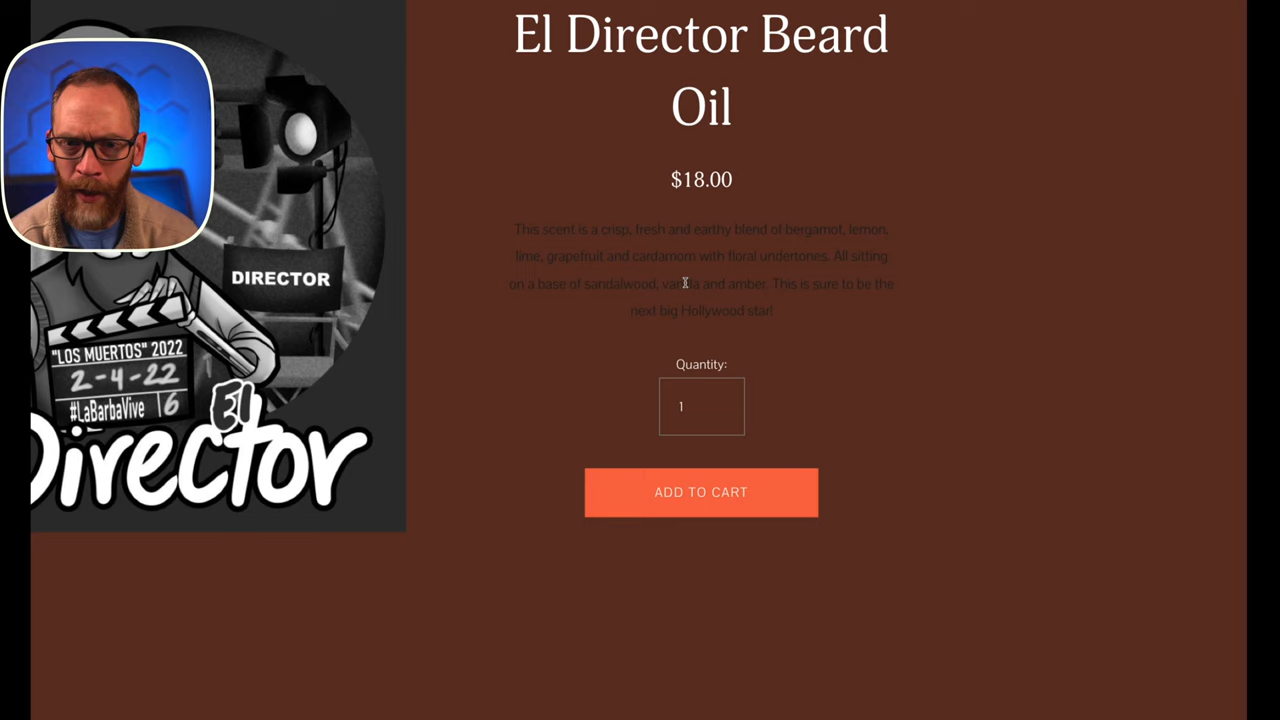 El Director Beard
Oil
$18.00
This scent is a crisp, fresh and earthy blend of bergamot, lemon,
lime, grapefruit and cardamom with floral undertones. All sitting
on a base of sandalwood, vanilla and amber. This is sure to be the
next big Hollywood star!
Quantity:
1
ADD TO CART
DIRECTOR
"LOS MUERTOS" 2022
2-4-22
#LaBarbaVive 16
El
Director